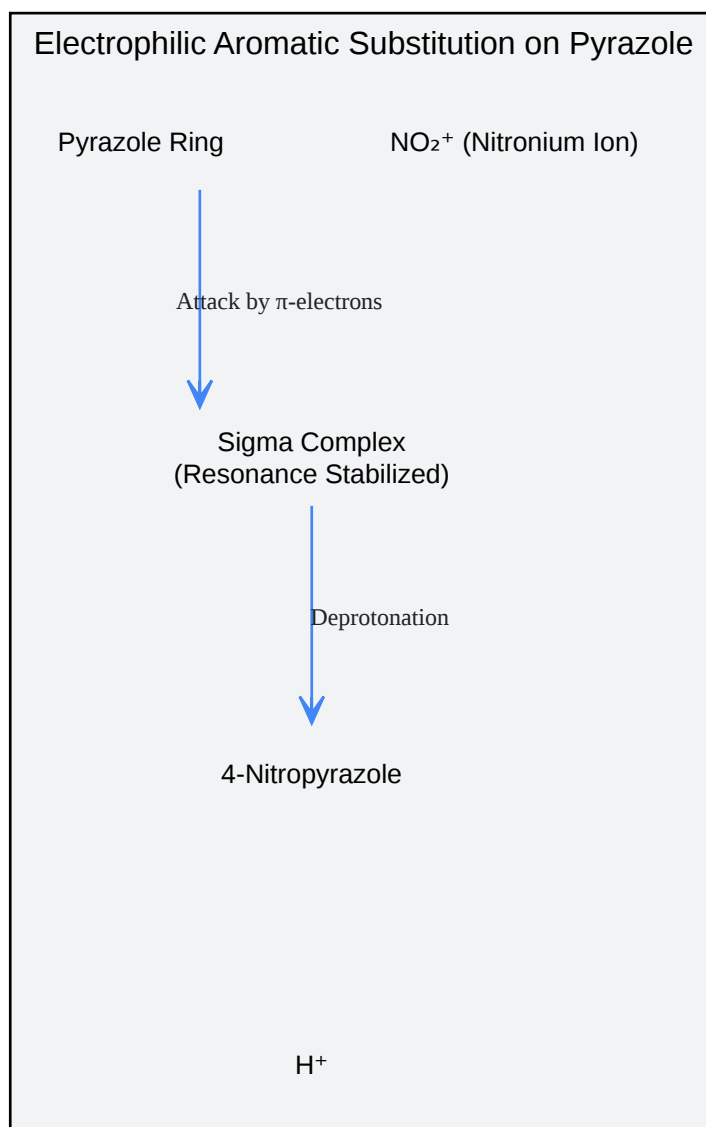 Electrophilic Aromatic Substitution on Pyrazole
Pyrazole Ring
NO₂⁺ (Nitronium Ion)
Attack by π-electrons
Sigma Complex
(Resonance Stabilized)
Deprotonation
4-Nitropyrazole
H⁺